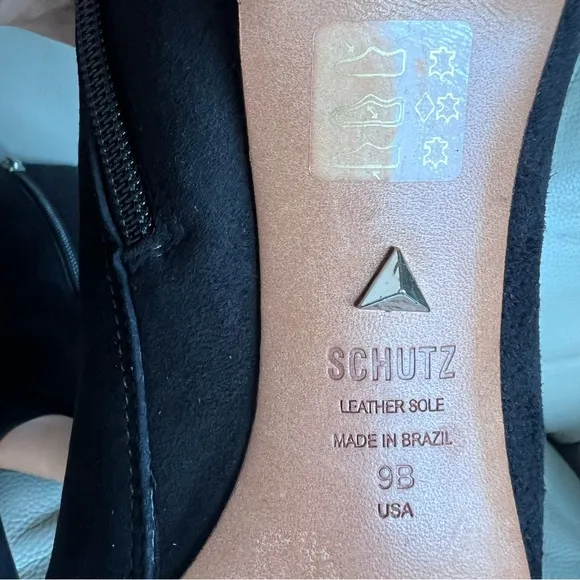 SCHUTZ
LEATHER SOLE
MADE IN BRAZIL
9B
USA